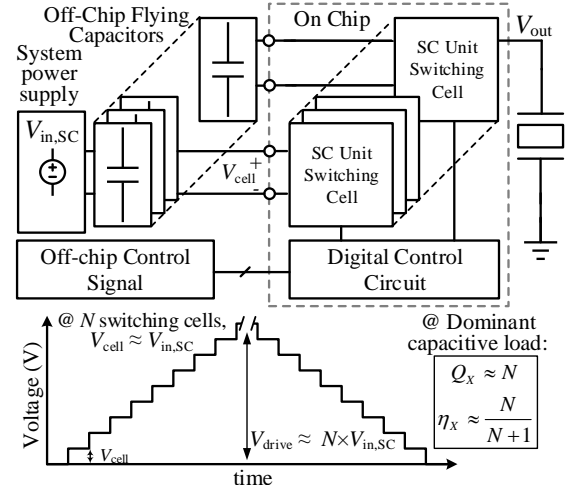 Off-Chip Flying
Capacitors
On Chip
System
power
supply
V_in,SC
SC Unit
Switching
Cell
V_out
SC Unit
Switching
Cell
V_cell
+
-
Off-chip Control
Signal
Digital Control
Circuit
@ N switching cells,
V_cell ≈ V_in,SC
@ Dominant
capacitive load:
Q_X ≈ N
η_X ≈ N / (N+1)
Voltage (V)
V_drive ≈ N×V_in,SC
V_cell
time